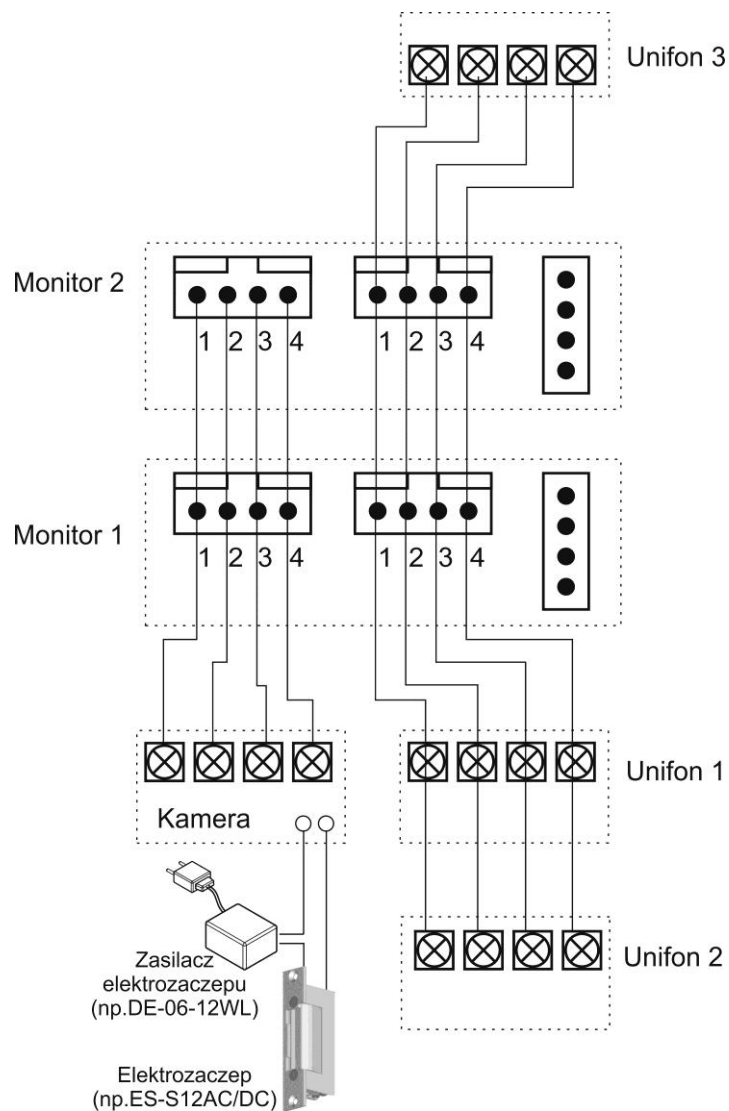 Unifon 3
Monitor 2
1 2 3 4
1 2 3 4
Monitor 1
1 2 3 4
1 2 3 4
Kamera
Unifon 1
Zasilacz
elektrozaczepu
(np.DE-06-12WL)
Unifon 2
Elektrozaczep
(np.ES-S12AC/DC)